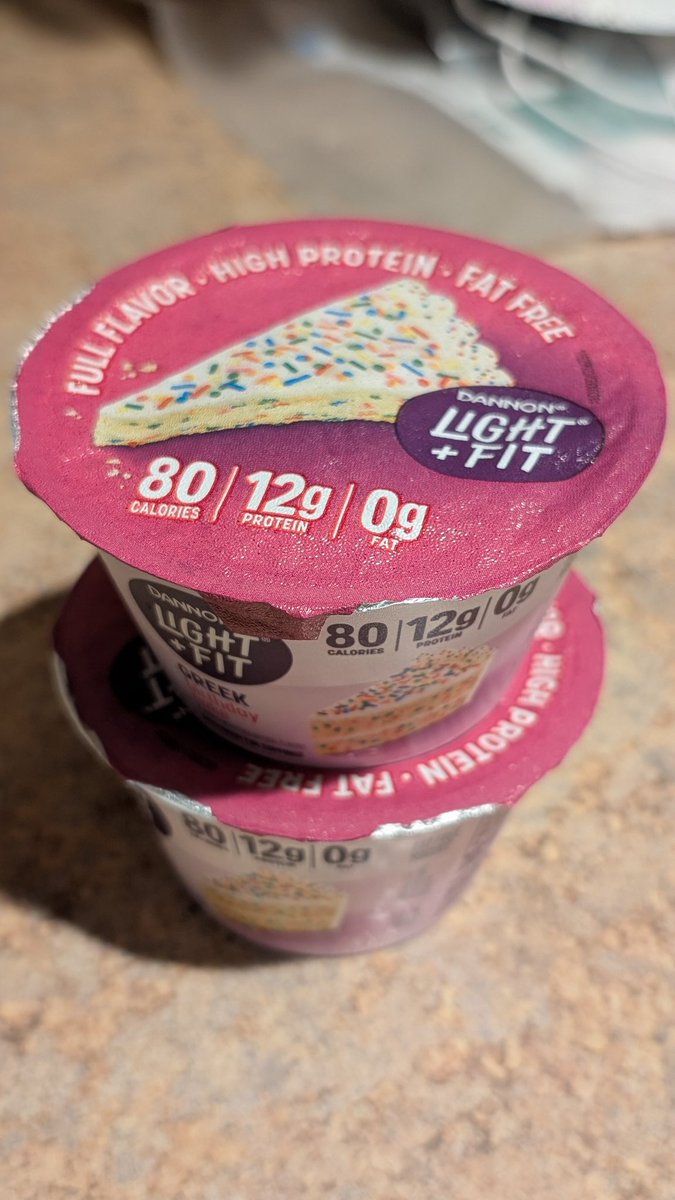 FULL FLAVOR • HIGH PROTEIN • FAT FREE
DANNON®
LIGHT®
+ FIT
80 | 12g | 0g
CALORIES PROTEIN FAT
DANNON
LIGHT®
+ FIT
80 | 12g | 0g
CALORIES PROTEIN FAT
GREEK
HIGH PROTEIN • FAT FREE
80 | 12g | 0g